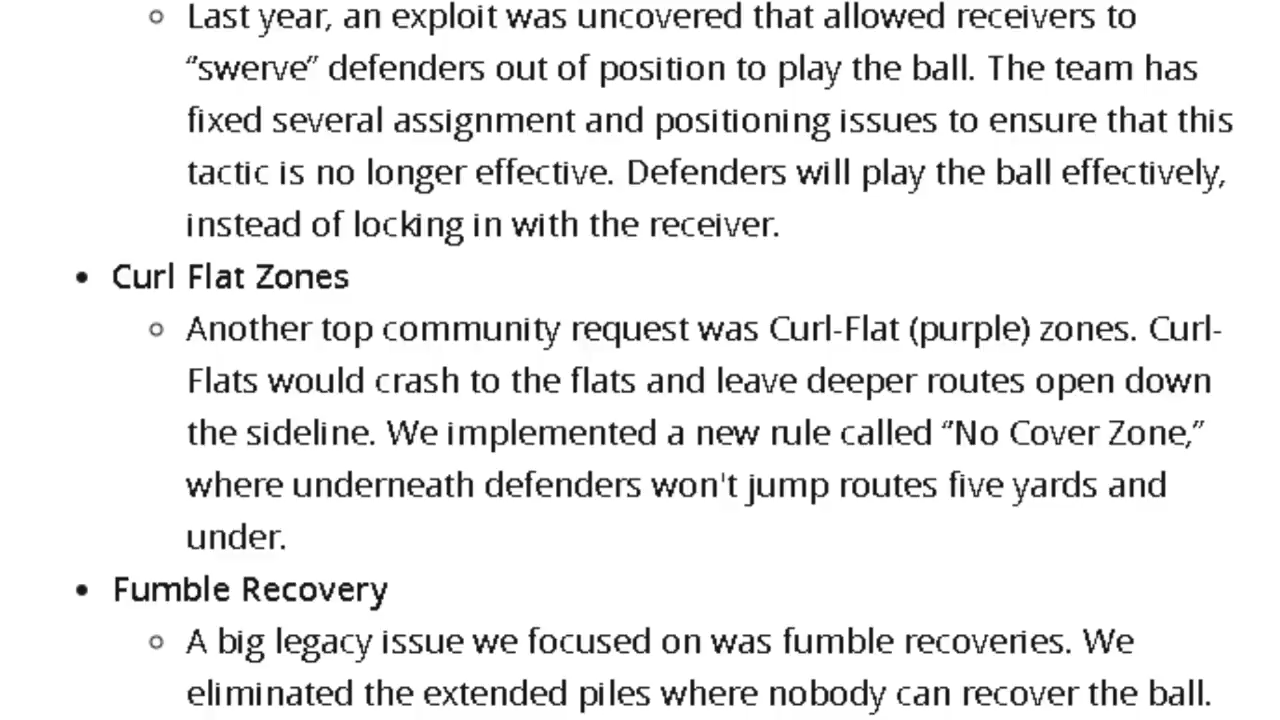 Last year, an exploit was uncovered that allowed receivers to
“swerve” defenders out of position to play the ball. The team has
fixed several assignment and positioning issues to ensure that this
tactic is no longer effective. Defenders will play the ball effectively,
instead of locking in with the receiver.
Curl Flat Zones
Another top community request was Curl-Flat (purple) zones. Curl-
Flats would crash to the flats and leave deeper routes open down
the sideline. We implemented a new rule called “No Cover Zone,”
where underneath defenders won't jump routes five yards and
under.
Fumble Recovery
A big legacy issue we focused on was fumble recoveries. We
eliminated the extended piles where nobody can recover the ball.